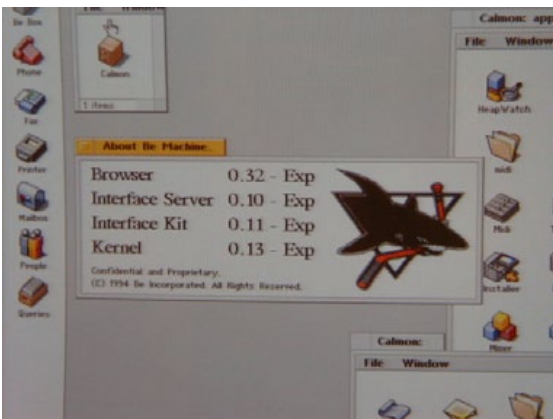 File Window
Be Box
Calmon
1 items
Phone
Fax
Printer
Mailbox
People
Queries
About Be Machine..
Browser 0.32 - Exp
Interface Server 0.10 - Exp
Interface Kit 0.11 - Exp
Kernel 0.13 - Exp
Confidential and Proprietary.
(C) 1994 Be Incorporated. All Rights Reserved.
Calmon: app
File Window
HeapWatch
midi
Midi
Installer
Mixer
Calmon:
File Window